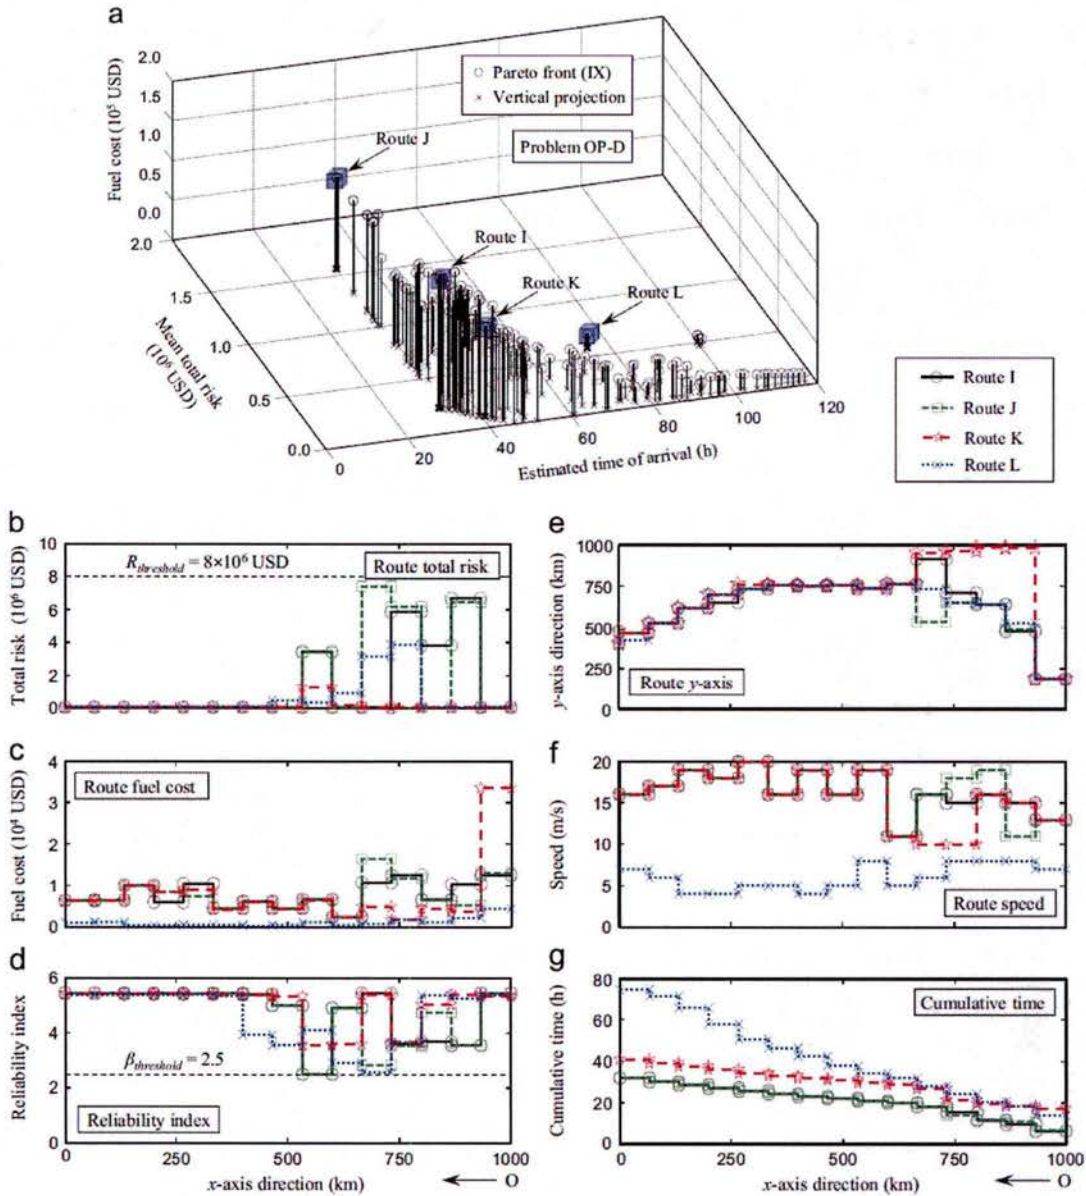 a
2.0
1.5
1.0
0.5
0.0
Fuel cost (10⁵ USD)
2.0
1.5
1.0
0.5
0.0
Mean total risk
(10⁶ USD)
0
20
40
60
80
100
120
Estimated time of arrival (h)
Pareto front (IX)
Vertical projection
Problem OP-D
Route J
Route I
Route K
Route L
Route I
Route J
Route K
Route L
b
Total risk (10⁶ USD)
10
8
6
4
2
0
R_threshold = 8×10⁶ USD
Route total risk
c
Fuel cost (10⁴ USD)
4
3
2
1
0
Route fuel cost
d
Reliability index
6
4
2
0
β_threshold = 2.5
Reliability index
0
250
500
750
1000
x-axis direction (km)
O
e
y-axis direction (km)
1000
750
500
250
0
Route y-axis
f
Speed (m/s)
20
15
10
5
0
Route speed
g
Cumulative time (h)
80
60
40
20
0
Cumulative time
0
250
500
750
1000
x-axis direction (km)
O